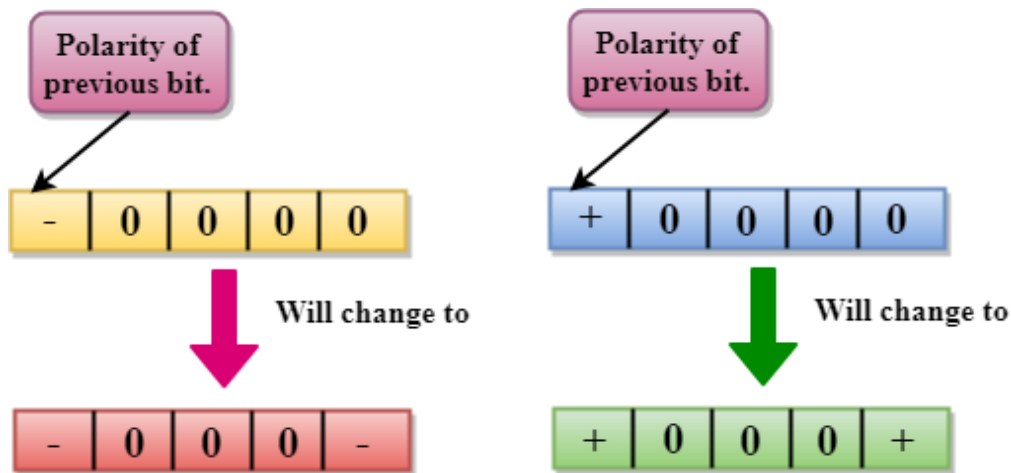 Polarity of
previous bit.
Polarity of
previous bit.
- 0 0 0 0
+ 0 0 0 0
Will change to
Will change to
- 0 0 0 -
+ 0 0 0 +